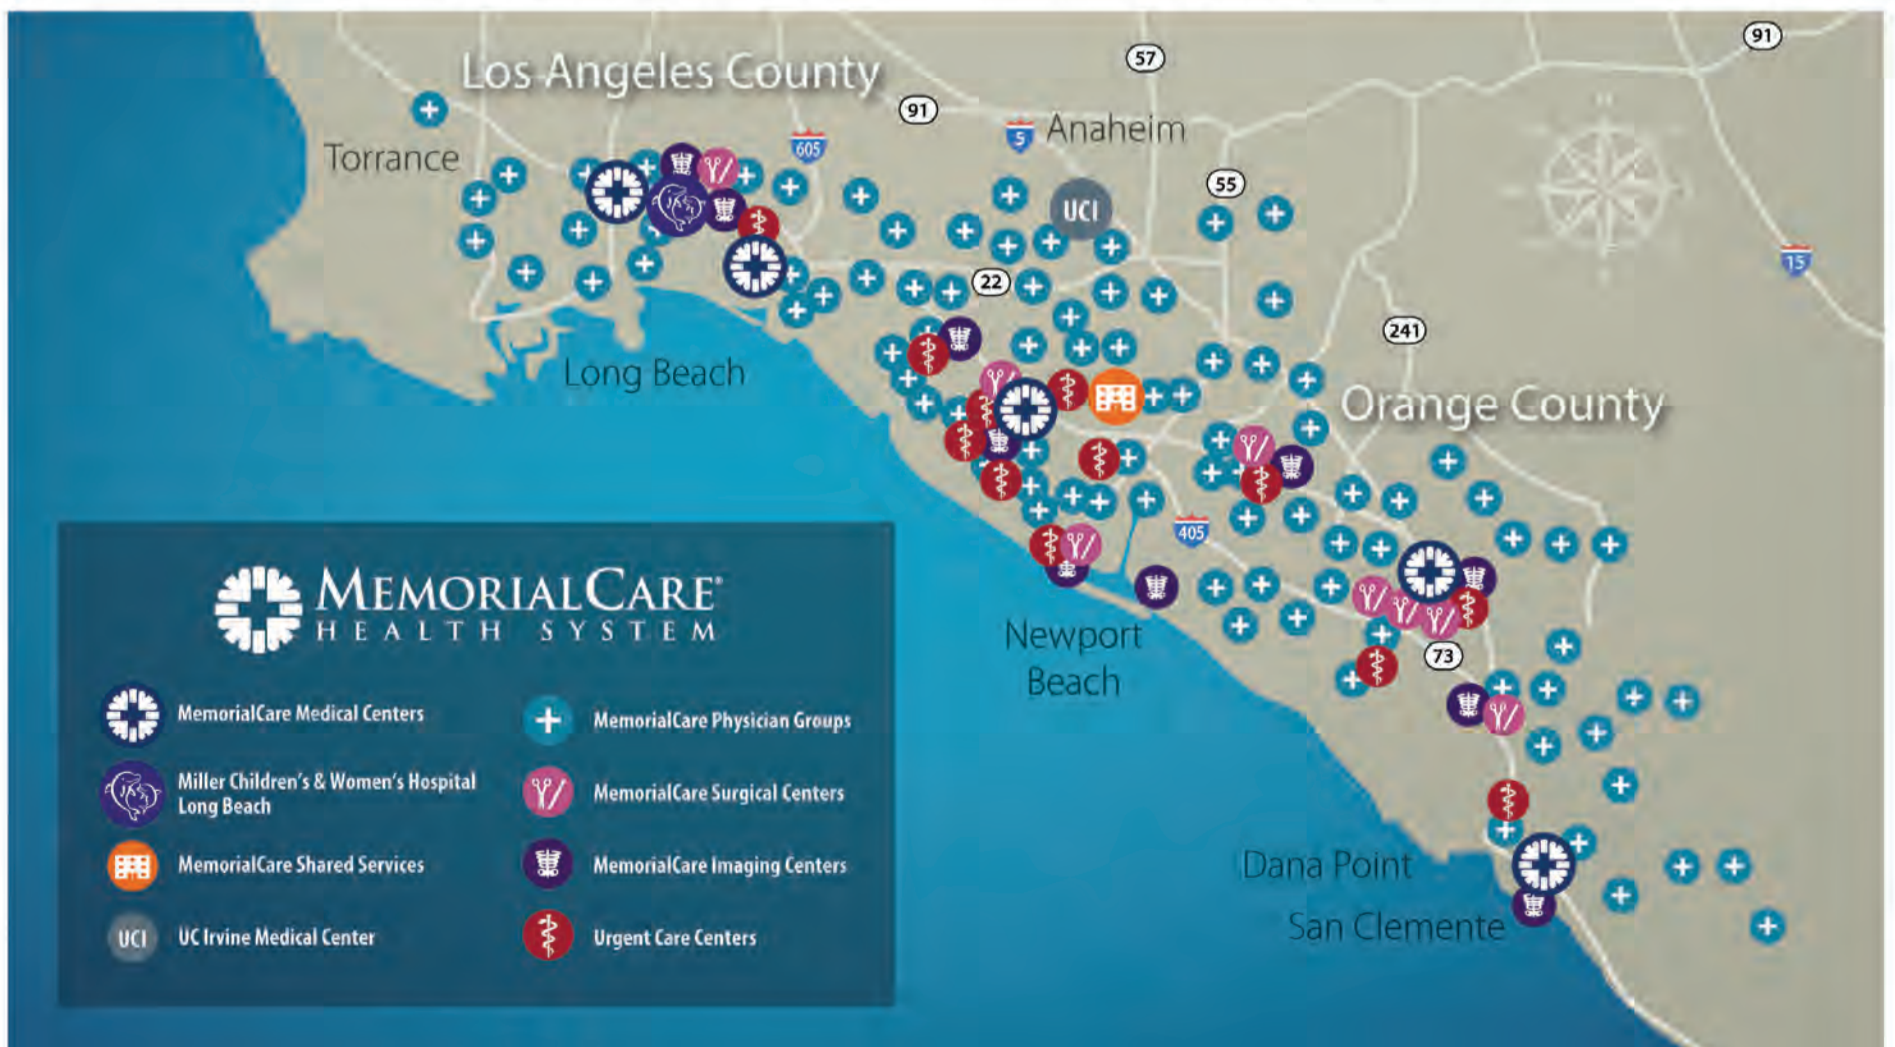 91
57
Los Angeles County
91
5
Anaheim
605
Torrance
55
UCI
15
22
241
Long Beach
Orange County
405
MEMORIALCARE®
HEALTH SYSTEM
Newport
Beach
73
MemorialCare Medical Centers
MemorialCare Physician Groups
Miller Children's & Women's Hospital
Long Beach
MemorialCare Surgical Centers
MemorialCare Shared Services
MemorialCare Imaging Centers
UCI
UC Irvine Medical Center
Urgent Care Centers
Dana Point
San Clemente